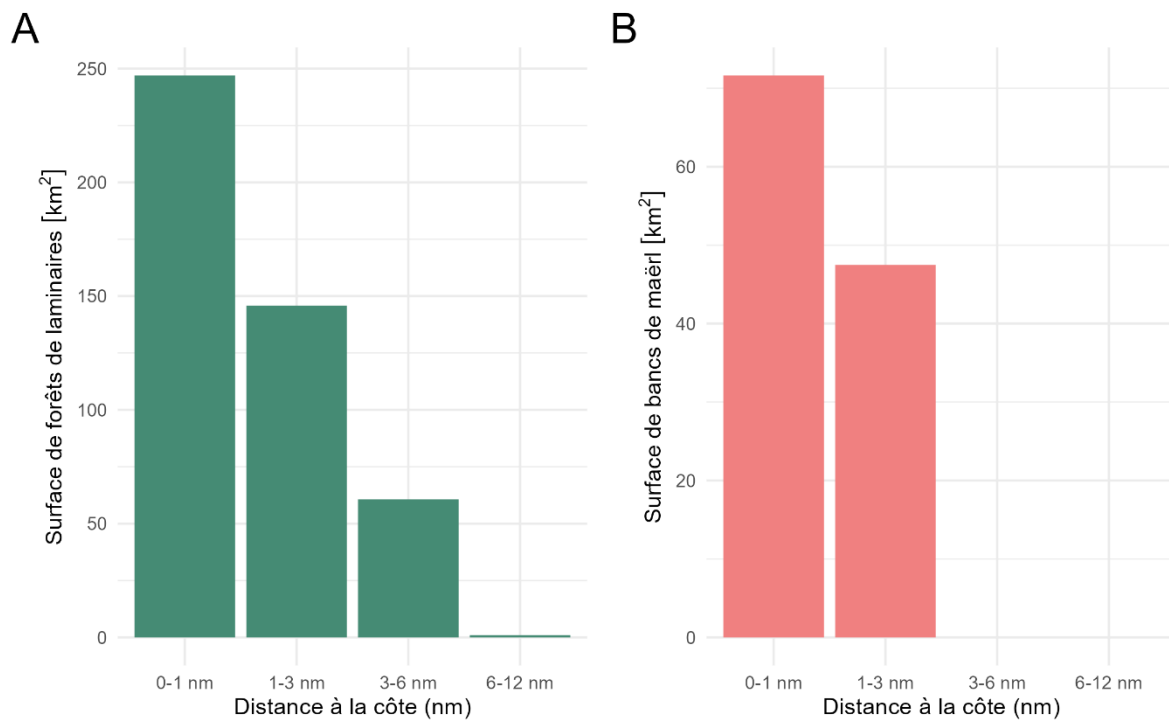 A
Surface de forêts de laminaires [km²]
250
200
150
100
50
0
0-1 nm
1-3 nm
3-6 nm
6-12 nm
Distance à la côte (nm)
B
Surface de bancs de maërl [km²]
60
40
20
0
0-1 nm
1-3 nm
3-6 nm
6-12 nm
Distance à la côte (nm)